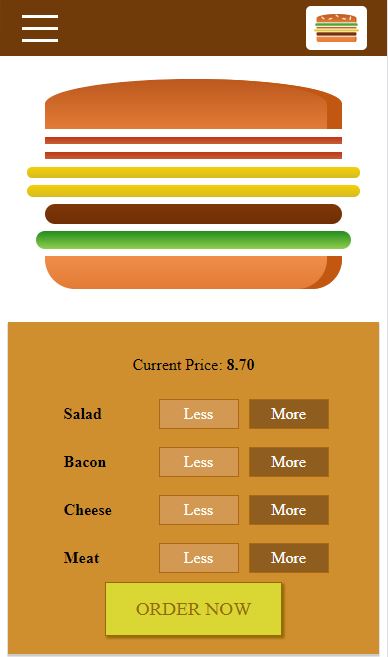 Current Price: 8.70
Salad Less More
Bacon Less More
Cheese Less More
Meat Less More
ORDER NOW